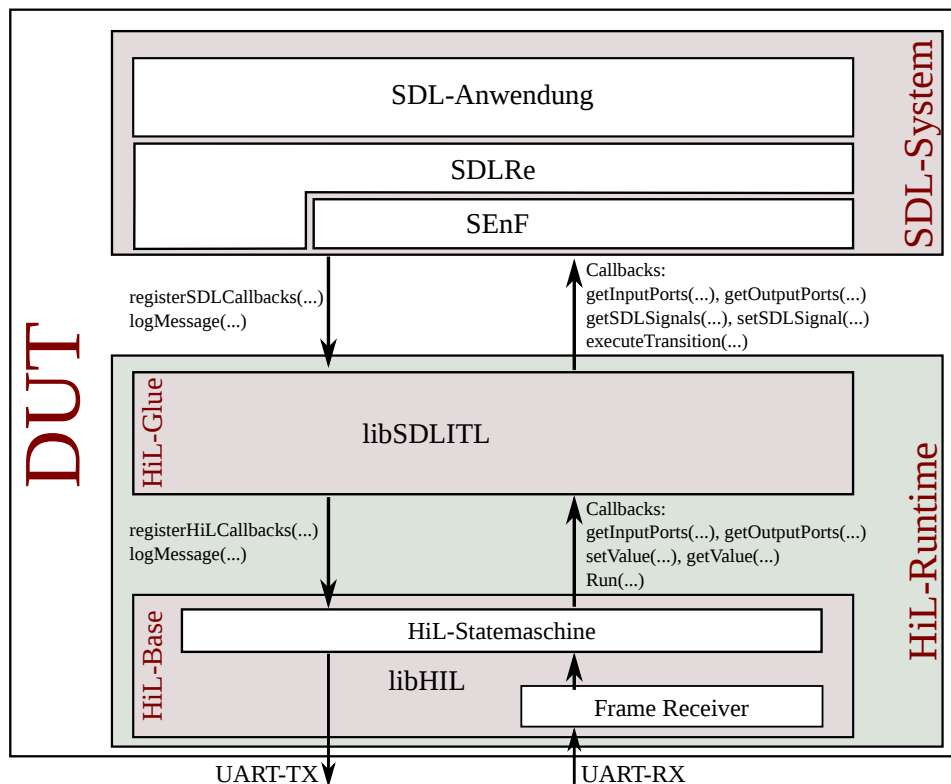 DUT
SDL-System
SDL-Anwendung
SDLRe
SEnF
registerSDLCallbacks(...)
logMessage(...)
Callbacks:
getInputPorts(...), getOutputPorts(...)
getSDLSignals(...), setSDLSignal(...)
executeTransition(...)
HiL-Runtime
HiL-Glue
libSDLITL
registerHiLCallbacks(...)
logMessage(...)
Callbacks:
getInputPorts(...), getOutputPorts(...)
setValue(...), getValue(...)
Run(...)
HiL-Base
HiL-Statemaschine
libHIL
Frame Receiver
UART-TX
UART-RX